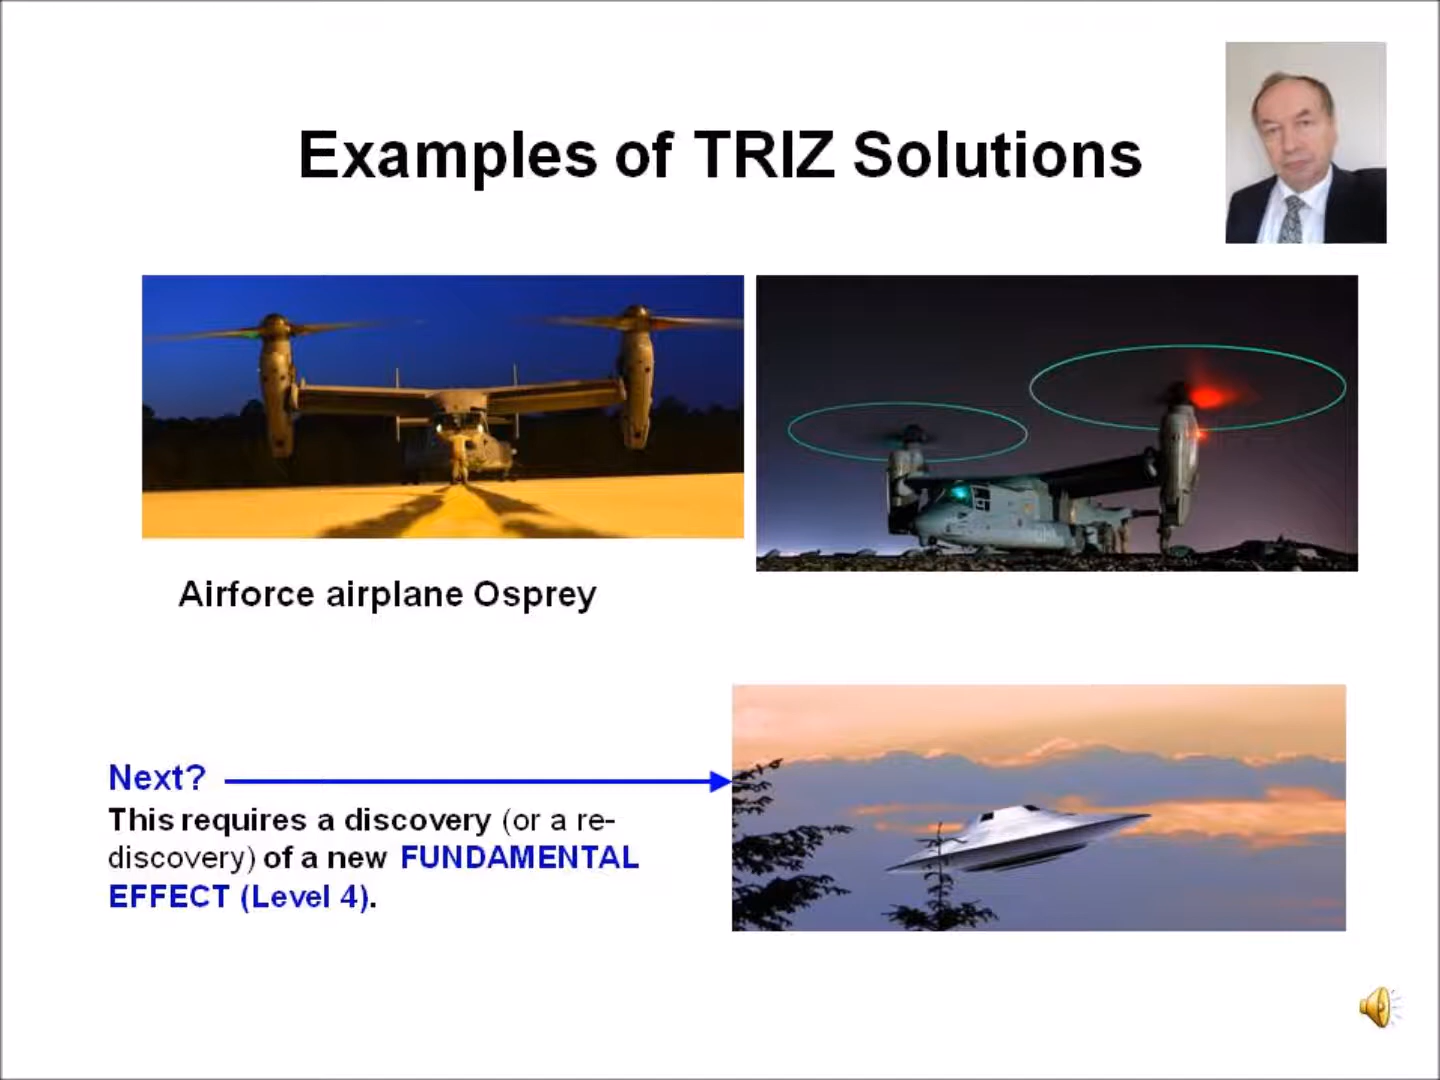 Examples of TRIZ Solutions
Airforce airplane Osprey
Next?
This requires a discovery (or a re-
discovery) of a new FUNDAMENTAL
EFFECT (Level 4).